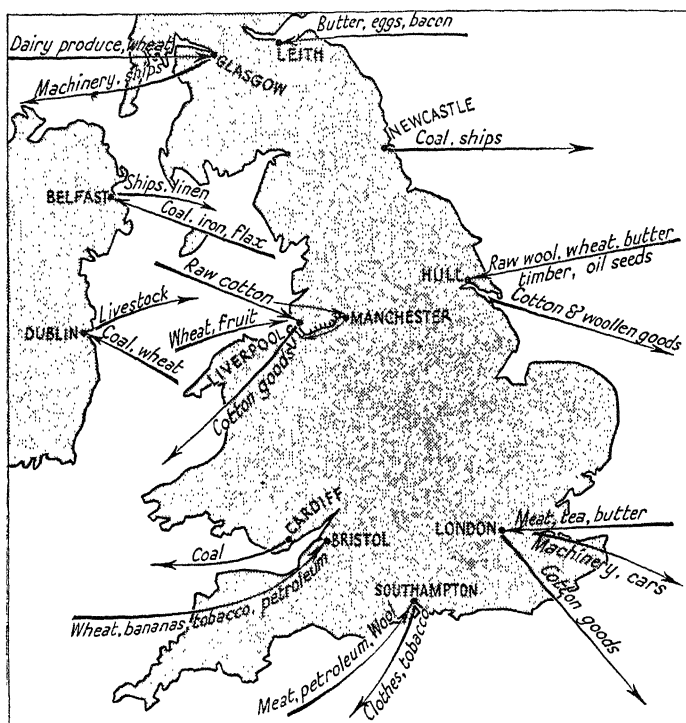 Butter, eggs, bacon
Dairy produce, wheat
LEITH
GLASGOW
Machinery, ships
NEWCASTLE
Coal, ships
BELFAST
Ships, linen
Coal, iron, flax
Raw wool, wheat, butter
timber, oil seeds
HULL
Cotton & woollen goods
Raw cotton
Livestock
DUBLIN
Coal, wheat
Wheat, fruit
MANCHESTER
LIVERPOOL
Cotton goods
CARDIFF
Coal
BRISTOL
Wheat, bananas, tobacco, petroleum
LONDON
Meat, tea, butter
Machinery, cars
Cotton goods
SOUTHAMPTON
Meat, petroleum, Wool
Clothes, tobacco